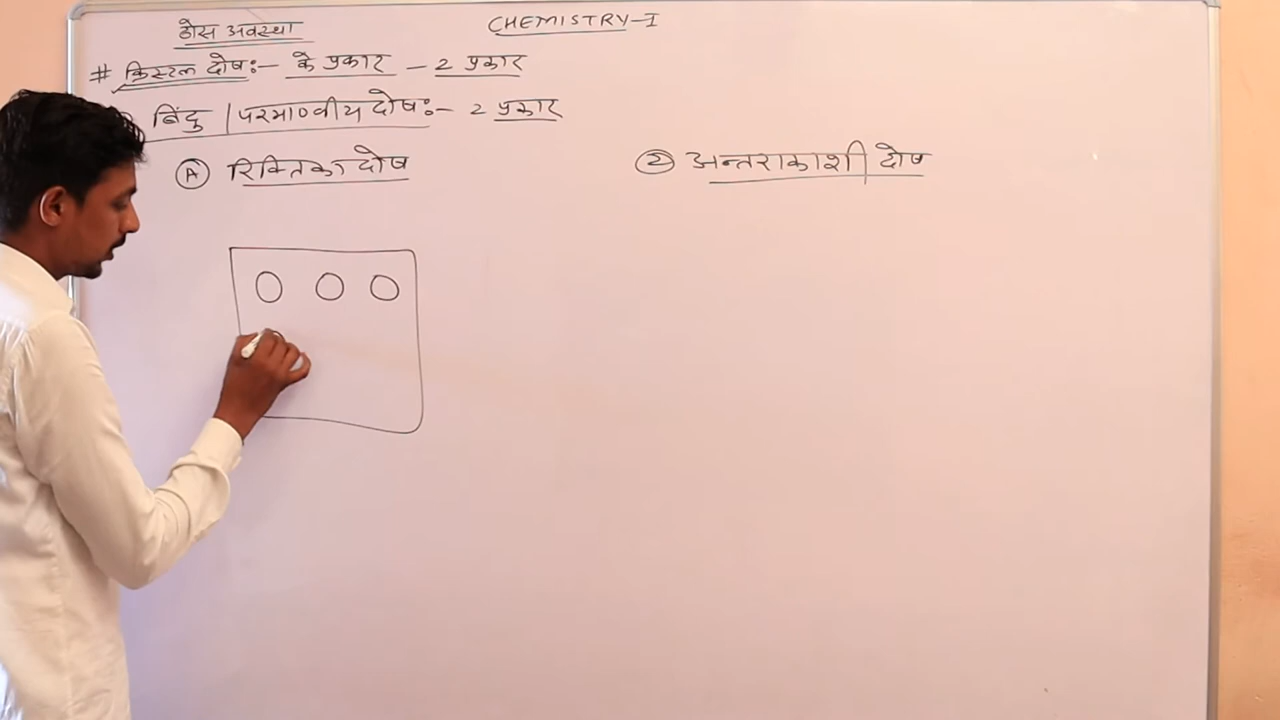 ठोस अवस्था CHEMISTRY-I
# क्रिस्टल दोष:- के प्रकार - 2 प्रकार
बिंदु / परमाण्वीय दोष:- 2 प्रकार
(A) रिक्तिका दोष (2) अन्तराकाशी दोष